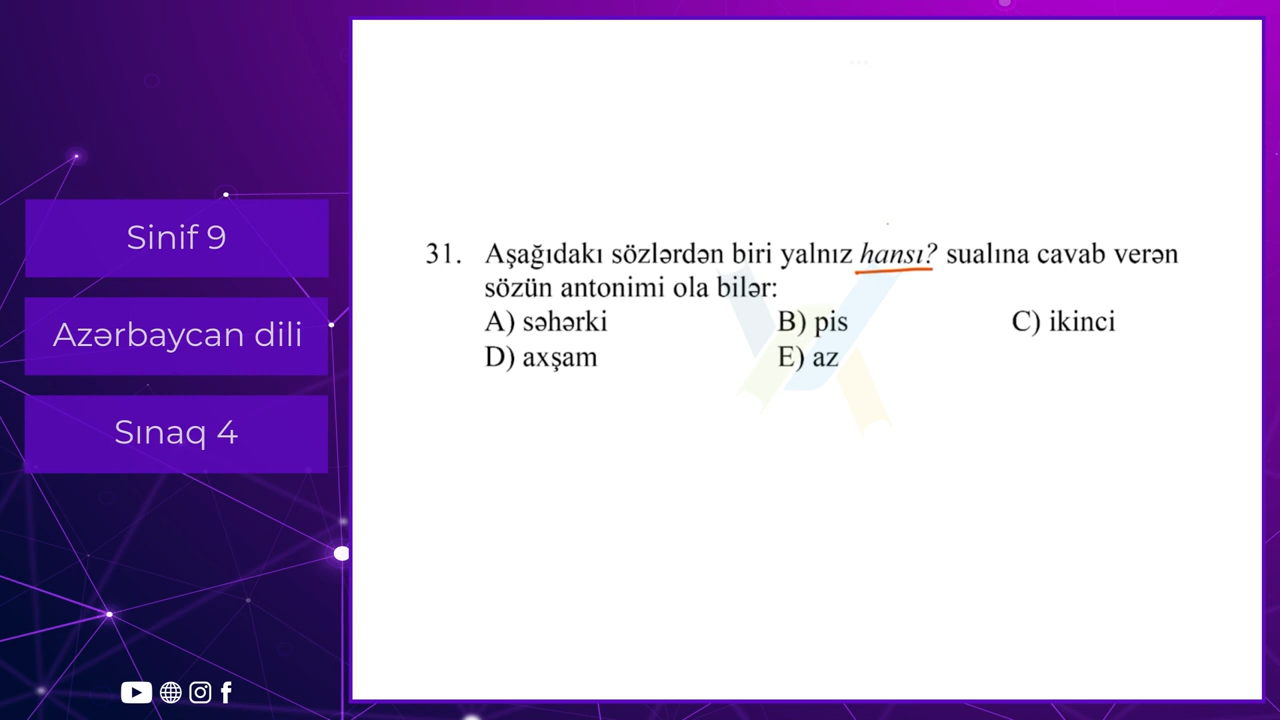 Sinif 9
Azərbaycan dili
Sınaq 4
31. Aşağıdakı sözlərdən biri yalnız hansı? sualına cavab verən
sözün antonimi ola bilər:
A) səhərki B) pis C) ikinci
D) axşam E) az